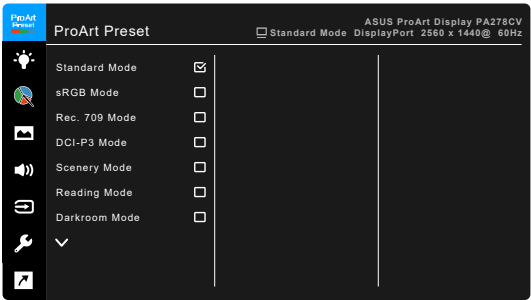 ProArt
Preset
ProArt Preset
ASUS ProArt Display PA278CV
Standard Mode DisplayPort 2560 x 1440@ 60Hz
Standard Mode
sRGB Mode
Rec. 709 Mode
DCI-P3 Mode
Scenery Mode
Reading Mode
Darkroom Mode